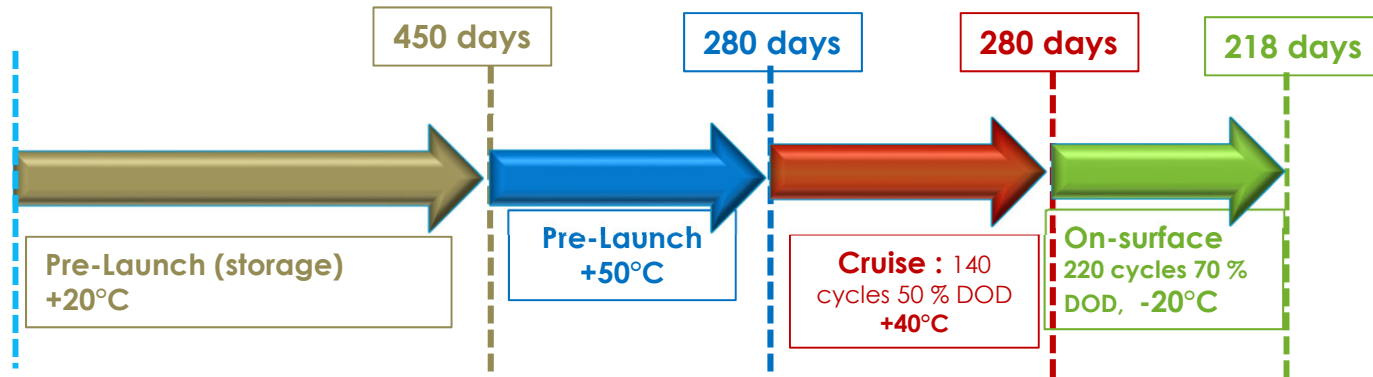 450 days
280 days
280 days
218 days
Pre-Launch (storage)
+20°C
Pre-Launch
+50°C
Cruise : 140
cycles 50 % DOD
+40°C
On-surface
220 cycles 70 %
DOD, -20°C